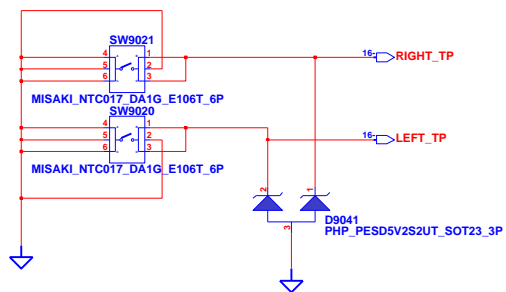 SW9021
4 1
5 2
6 3
MISAKI_NTC017_DA1G_E106T_6P
16- RIGHT_TP
SW9020
4 1
5 2
6 3
MISAKI_NTC017_DA1G_E106T_6P
16- LEFT_TP
2 1
3
D9041
PHP_PESD5V2S2UT_SOT23_3P